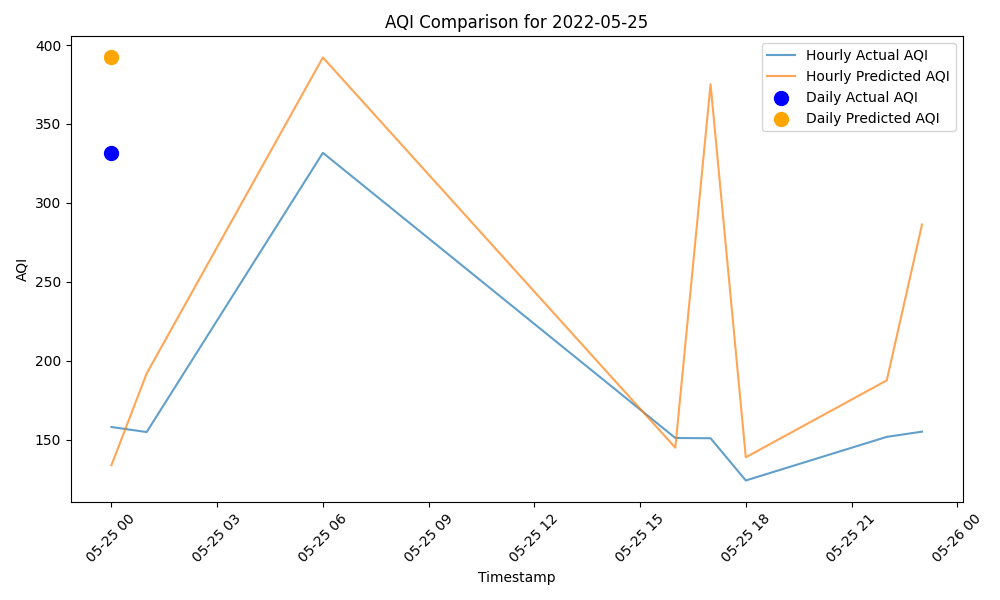 AQI Comparison for 2022-05-25
Hourly Actual AQI
Hourly Predicted AQI
Daily Actual AQI
Daily Predicted AQI
400
350
300
250
200
150
AQI
05-25 00
05-25 03
05-25 06
05-25 09
05-25 12
05-25 15
05-25 18
05-25 21
05-26 00
Timestamp